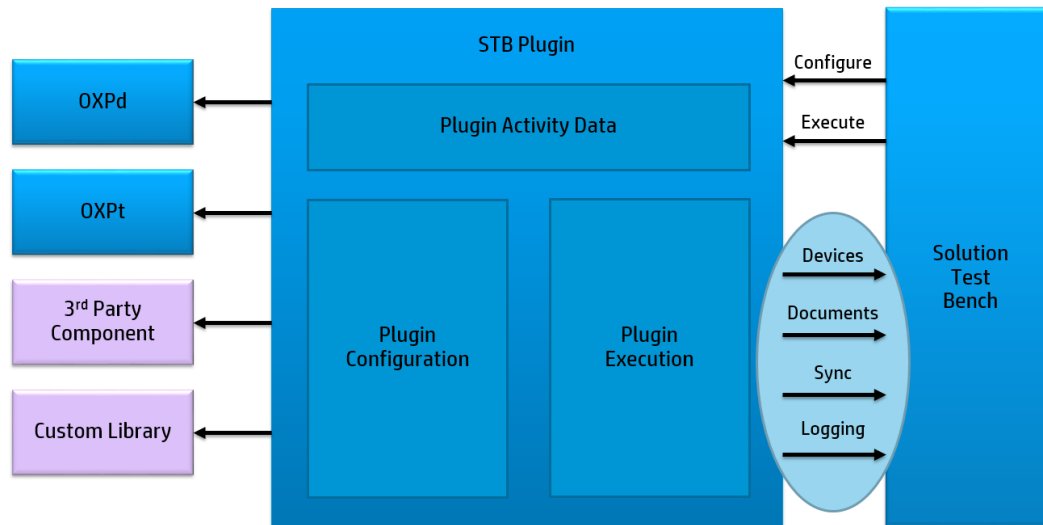 OXPd
OXPt
3rd Party
Component
Custom Library
STB Plugin
Plugin Activity Data
Plugin
Configuration
Plugin
Execution
Configure
Execute
Devices
Documents
Sync
Logging
Solution
Test
Bench